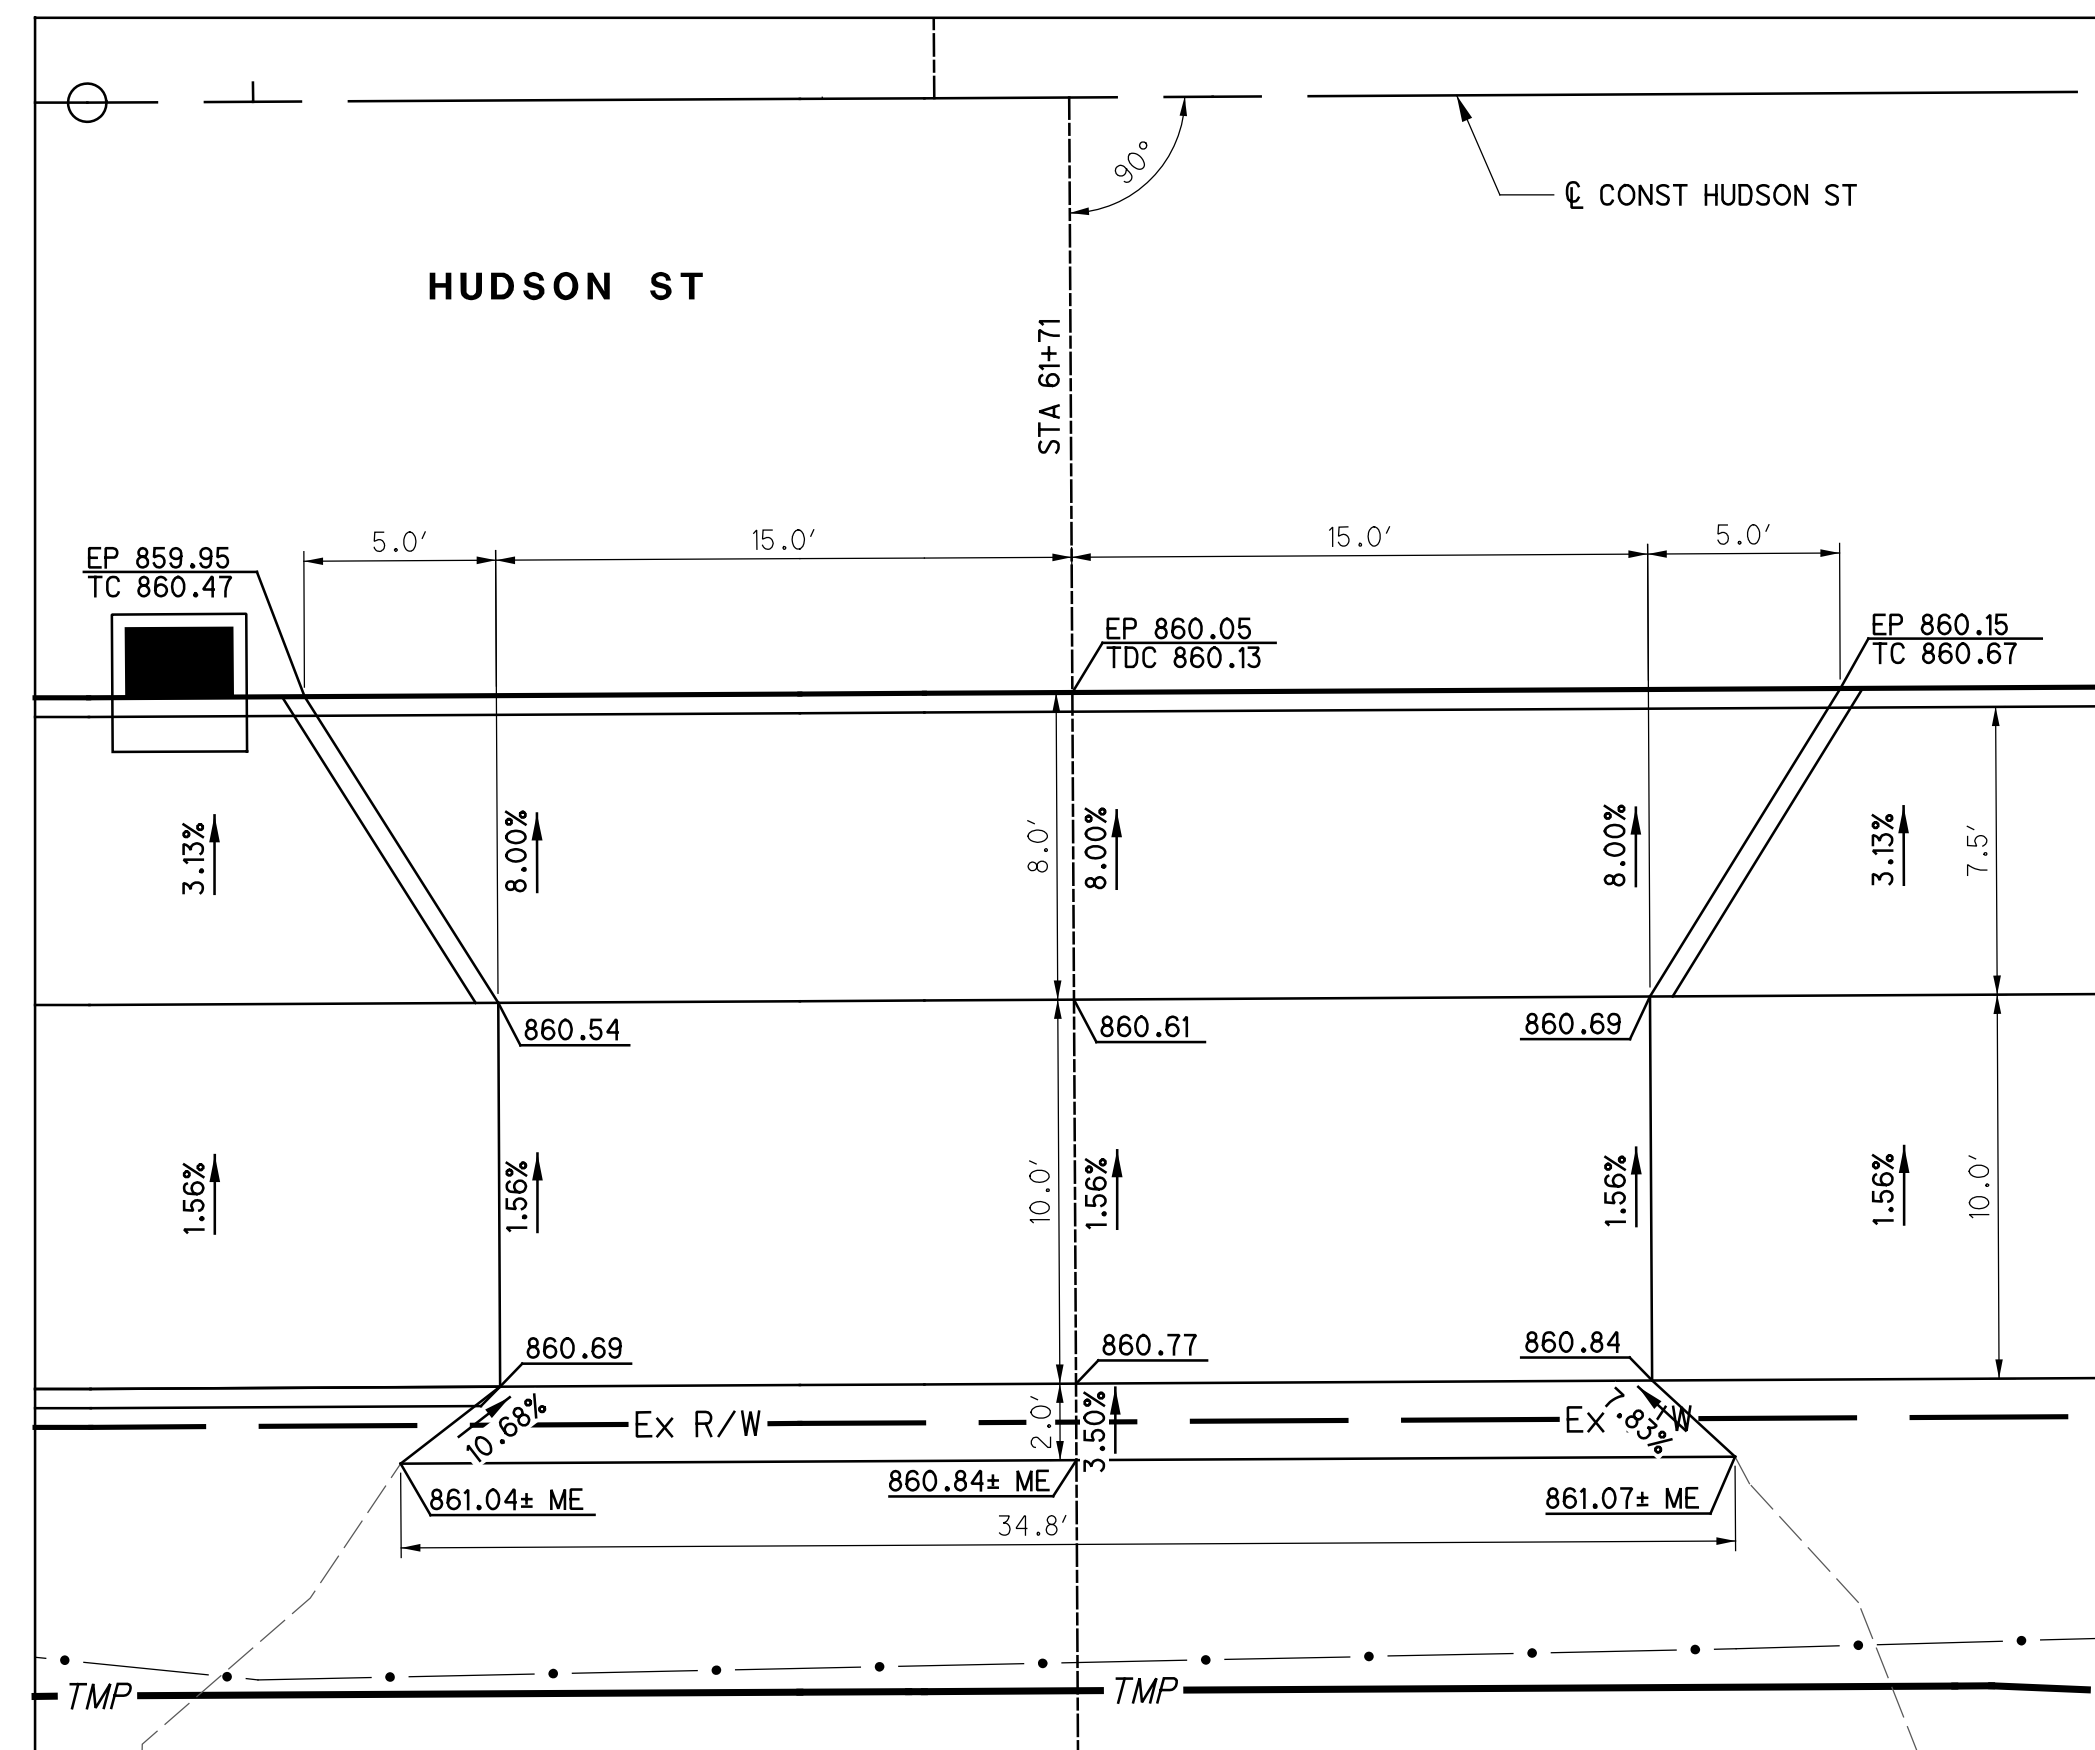 90°
℄ CONST HUDSON ST
HUDSON ST
STA 61+71
5.0′
15.0′
15.0′
5.0′
EP 859.95
TC 860.47
EP 860.05
TDC 860.13
EP 860.15
TC 860.67
3.13%
8.00%
8.0′
8.00%
8.00%
3.13%
7.5′
860.54
860.61
860.69
1.56%
1.56%
10.0′
1.56%
1.56%
1.56%
10.0′
860.69
860.77
860.84
10.68%
Ex R/W
2.0′
3.50%
Ex /W
7.83%
861.04± ME
860.84± ME
861.07± ME
34.8′
TMP
TMP